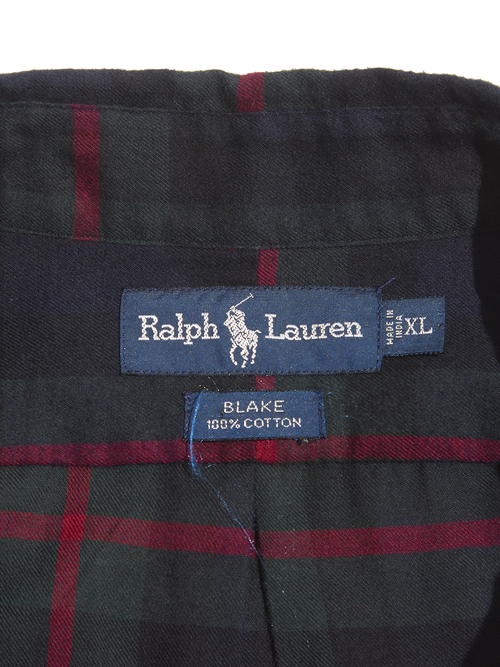 Ralph Lauren
MADE IN
INDIA
XL
BLAKE
100% COTTON